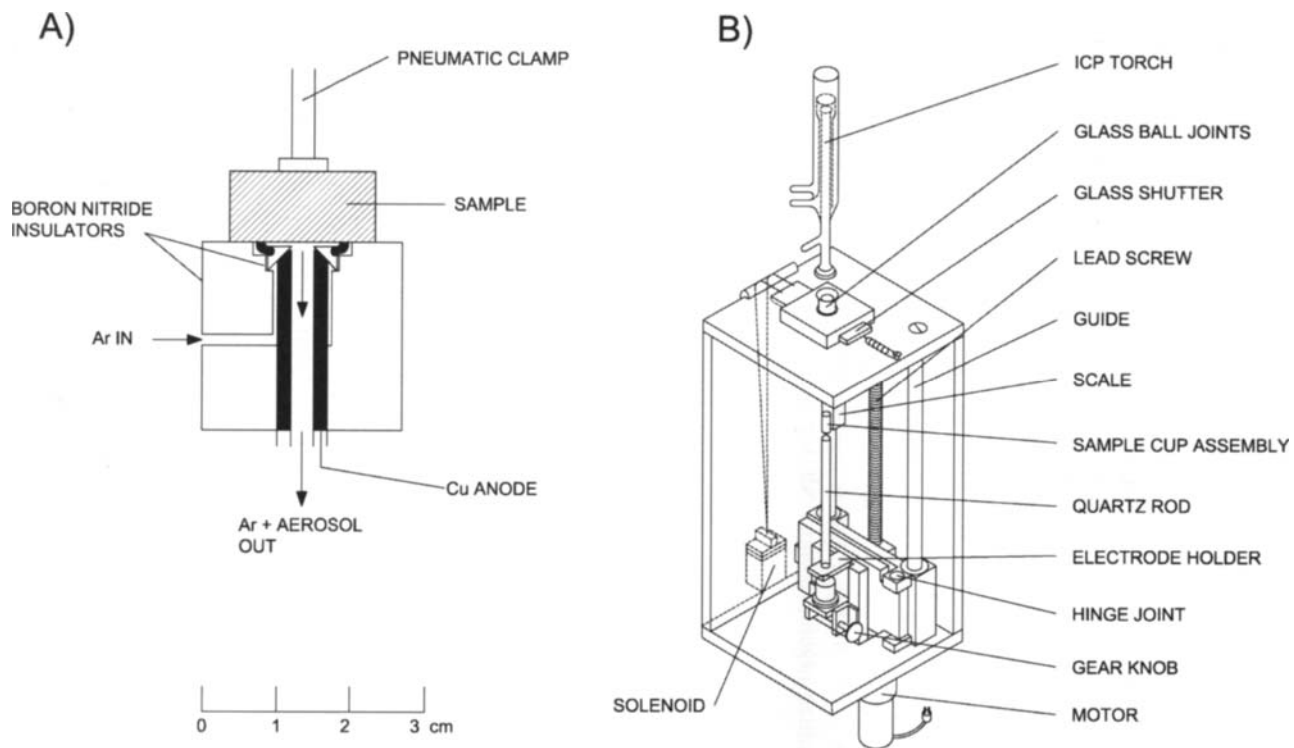 A)
PNEUMATIC CLAMP
BORON NITRIDE
INSULATORS
SAMPLE
Ar IN
Cu ANODE
Ar + AEROSOL
OUT
0 1 2 3 cm
B)
ICP TORCH
GLASS BALL JOINTS
GLASS SHUTTER
LEAD SCREW
GUIDE
SCALE
SAMPLE CUP ASSEMBLY
QUARTZ ROD
ELECTRODE HOLDER
HINGE JOINT
GEAR KNOB
SOLENOID
MOTOR